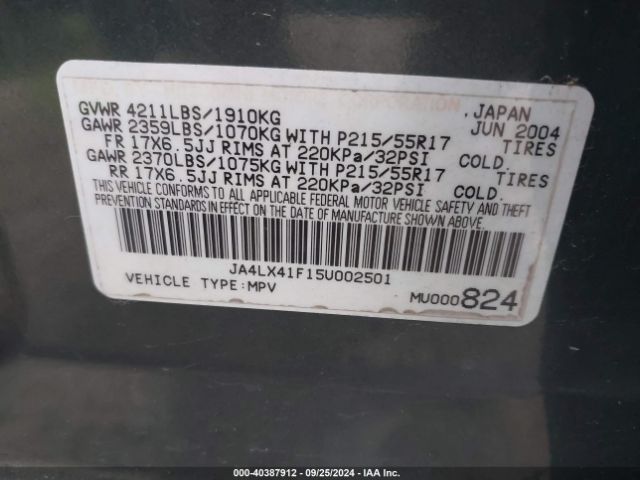 CORPORATION
JAPAN
GVWR 4211LBS/1910KG JUN 2004
GAWR 2359LBS/1070KG WITH P215/55R17 TIRES
FR 17X6.5JJ RIMS AT 220KPa/32PSI COLD.
GAWR 2370LBS/1075KG WITH P215/55R17 TIRES
RR 17X6.5JJ RIMS AT 220KPa/32PSI COLD.
THIS VEHICLE CONFORMS TO ALL APPLICABLE FEDERAL MOTOR VEHICLE SAFETY AND THEFT
PREVENTION STANDARDS IN EFFECT ON THE DATE OF MANUFACTURE SHOWN ABOVE.
JA4LX41F15U002501
VEHICLE TYPE:MPV MU000824
000-40387912 - 09/25/2024 - IAA Inc.